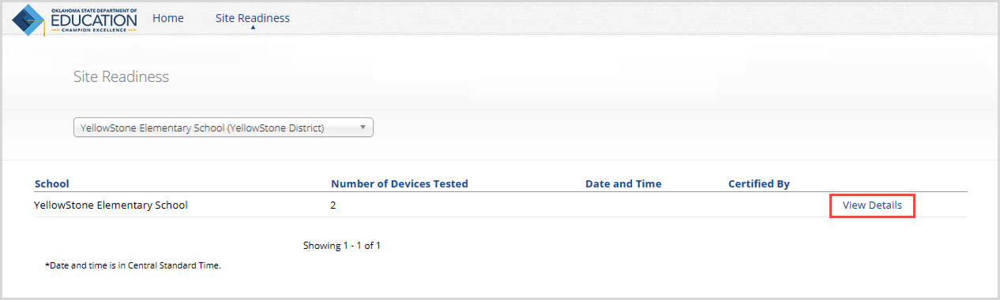 OKLAHOMA STATE DEPARTMENT OF
EDUCATION
CHAMPION EXCELLENCE
Home Site Readiness
Site Readiness
YellowStone Elementary School (YellowStone District)
School Number of Devices Tested Date and Time Certified By
YellowStone Elementary School 2 View Details
Showing 1 - 1 of 1
*Date and time is in Central Standard Time.